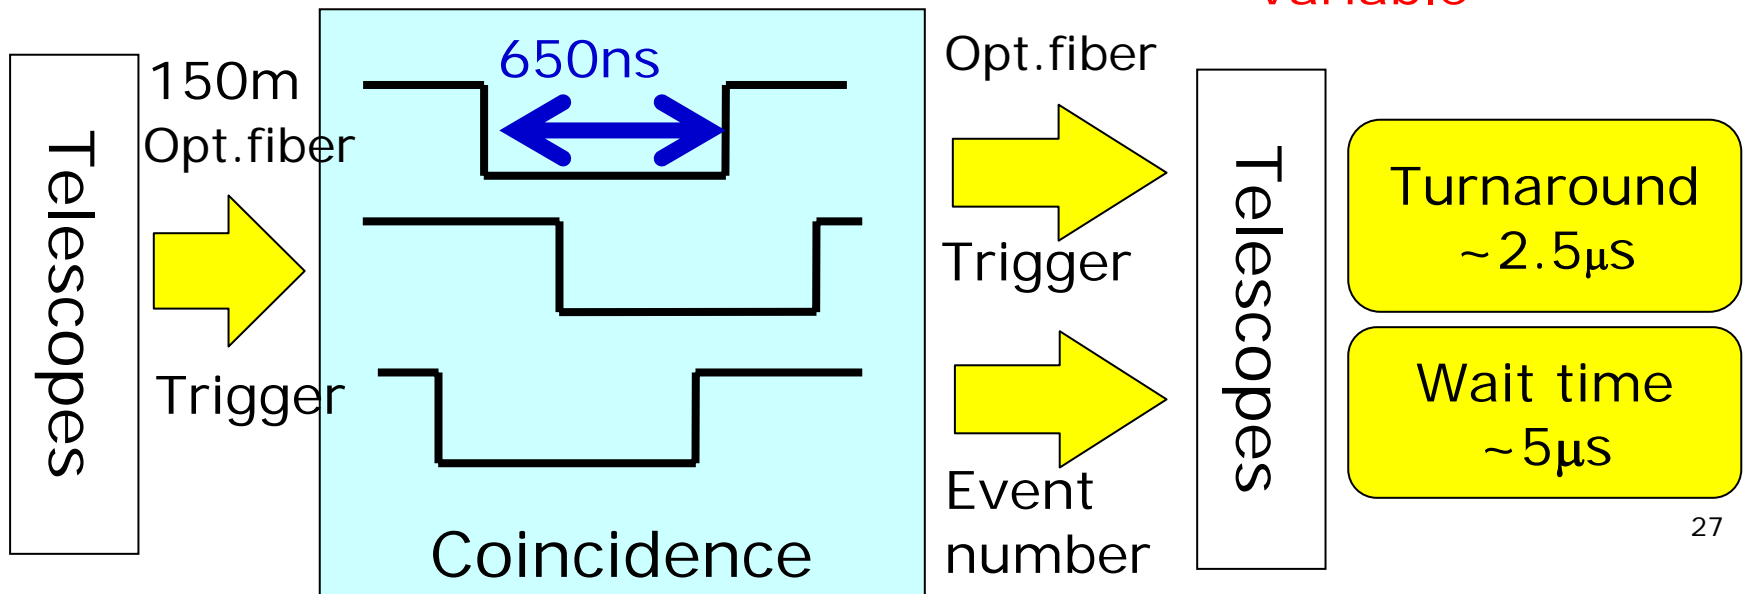 variable
Telescopes
150m
Opt.fiber
Trigger
650ns
Coincidence
Opt.fiber
Trigger
Event
number
Telescopes
Turnaround
~2.5μs
Wait time
~5μs
27